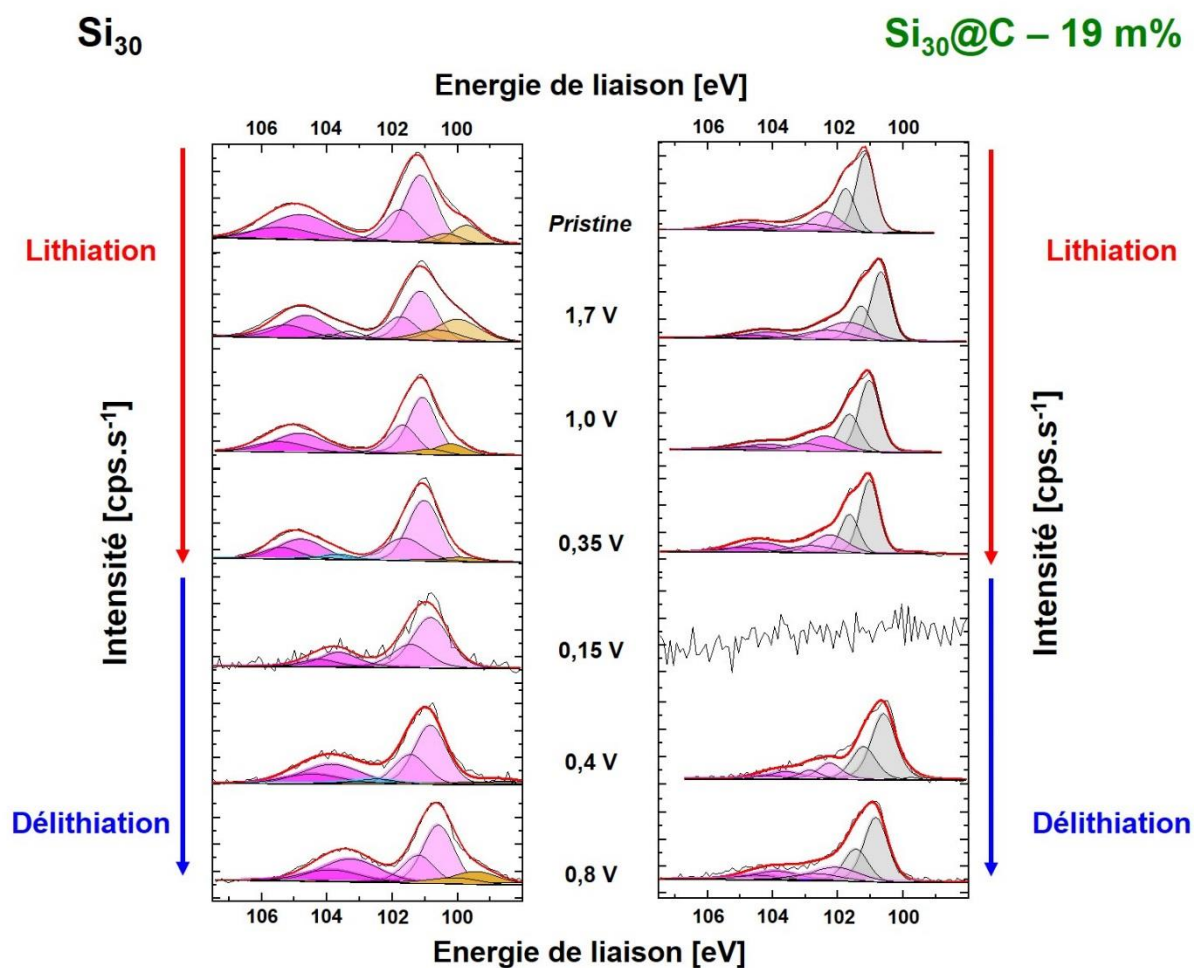 Si₃₀
Si₃₀@C – 19 m%
Energie de liaison [eV]
106 104 102 100
106 104 102 100
Pristine
Lithiation
Lithiation
1,7 V
1,0 V
Intensité [cps.s⁻¹]
Intensité [cps.s⁻¹]
0,35 V
0,15 V
0,4 V
Délithiation
Délithiation
0,8 V
106 104 102 100
106 104 102 100
Energie de liaison [eV]